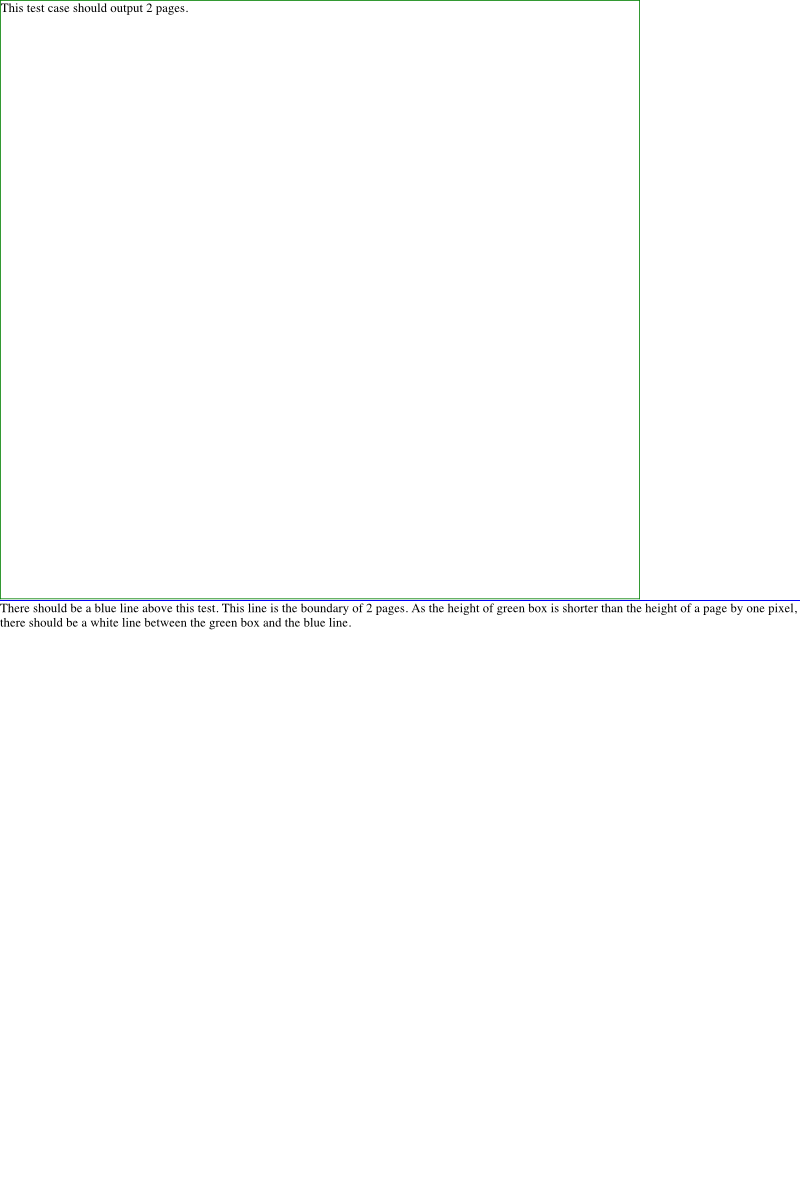 This test case should output 2 pages.
There should be a blue line above this test. This line is the boundary of 2 pages. As the height of green box is shorter than the height of a page by one pixel,
there should be a white line between the green box and the blue line.